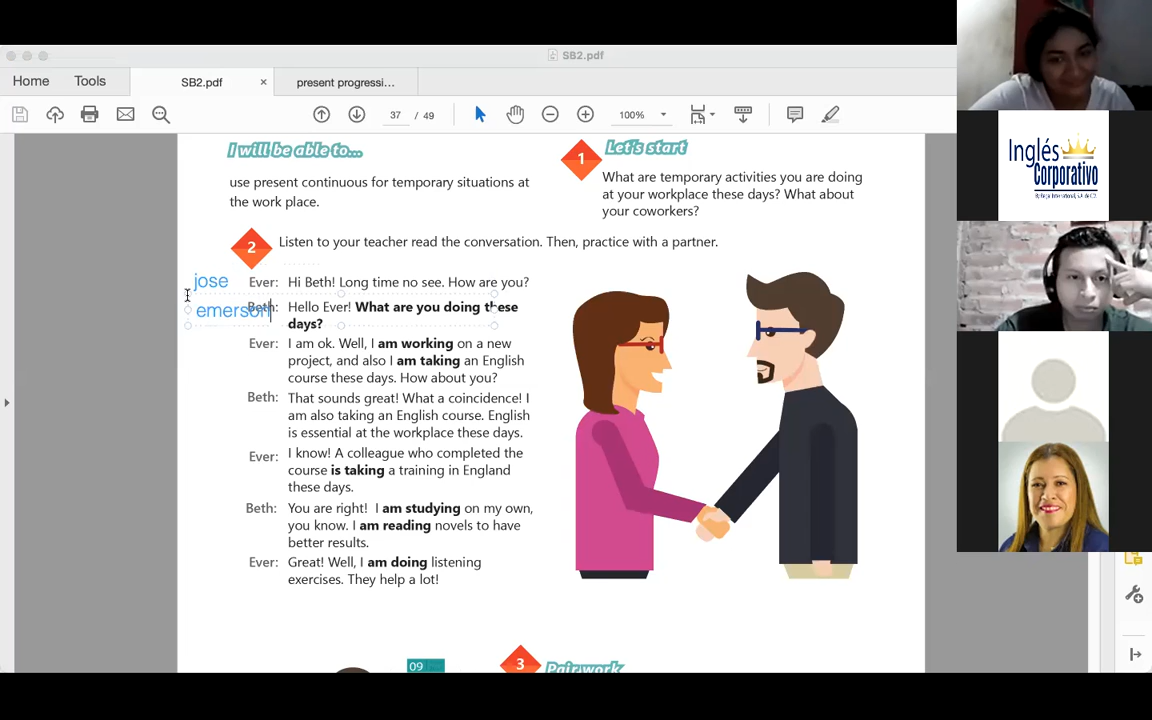 SB2.pdf
Home
Tools
SB2.pdf
×
present progressi...
37
/ 49
100%
I will be able to...
use present continuous for temporary situations at
the work place.
1
Let's start
What are temporary activities you are doing
at your workplace these days? What about
your coworkers?
2
Listen to your teacher read the conversation. Then, practice with a partner.
jose
Ever: Hi Beth! Long time no see. How are you?
emerson
Beth: Hello Ever! What are you doing these
days?
Ever: I am ok. Well, I am working on a new
project, and also I am taking an English
course these days. How about you?
Beth: That sounds great! What a coincidence! I
am also taking an English course. English
is essential at the workplace these days.
Ever: I know! A colleague who completed the
course is taking a training in England
these days.
Beth: You are right! I am studying on my own,
you know. I am reading novels to have
better results.
Ever: Great! Well, I am doing listening
exercises. They help a lot!
09
3
Pair work
Inglés
Corporativo